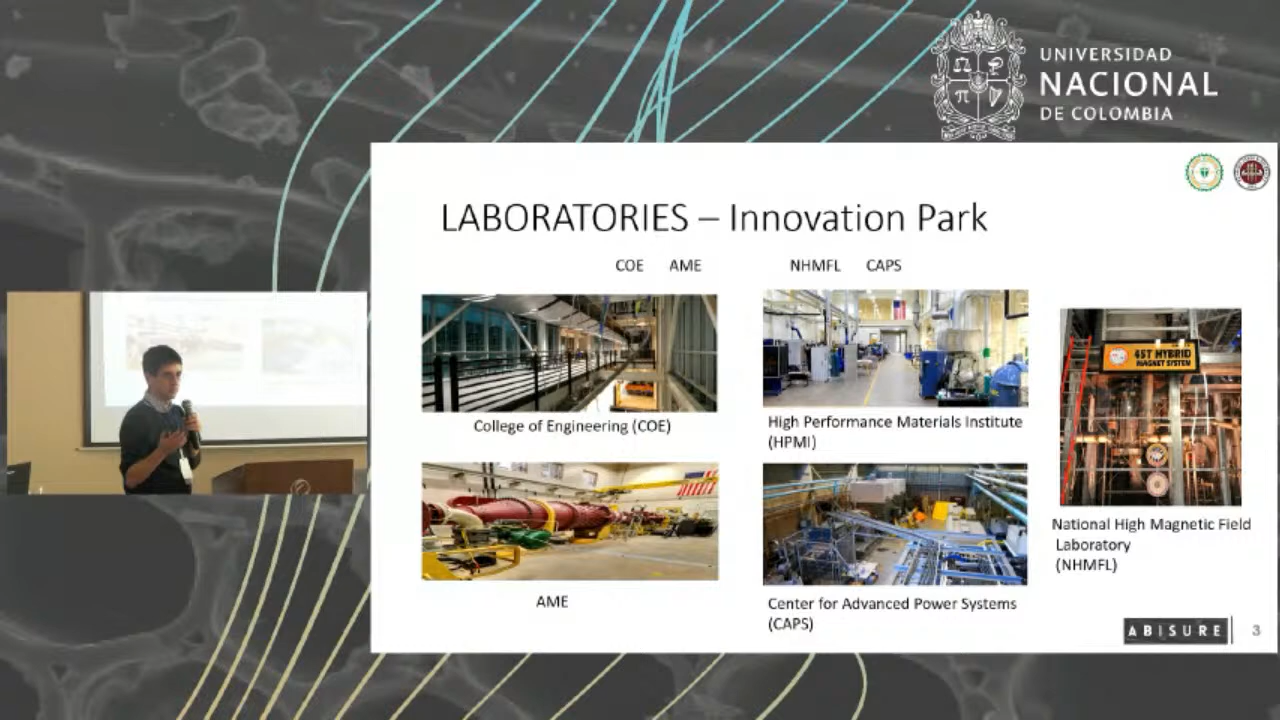 UNIVERSIDAD
NACIONAL
DE COLOMBIA
LABORATORIES – Innovation Park
COE AME NHMFL CAPS
45T HYBRID
MAGNET SYSTEM
College of Engineering (COE)
High Performance Materials Institute
(HPMI)
National High Magnetic Field
Laboratory
(NHMFL)
AME
Center for Advanced Power Systems
(CAPS)
ABISURE
3